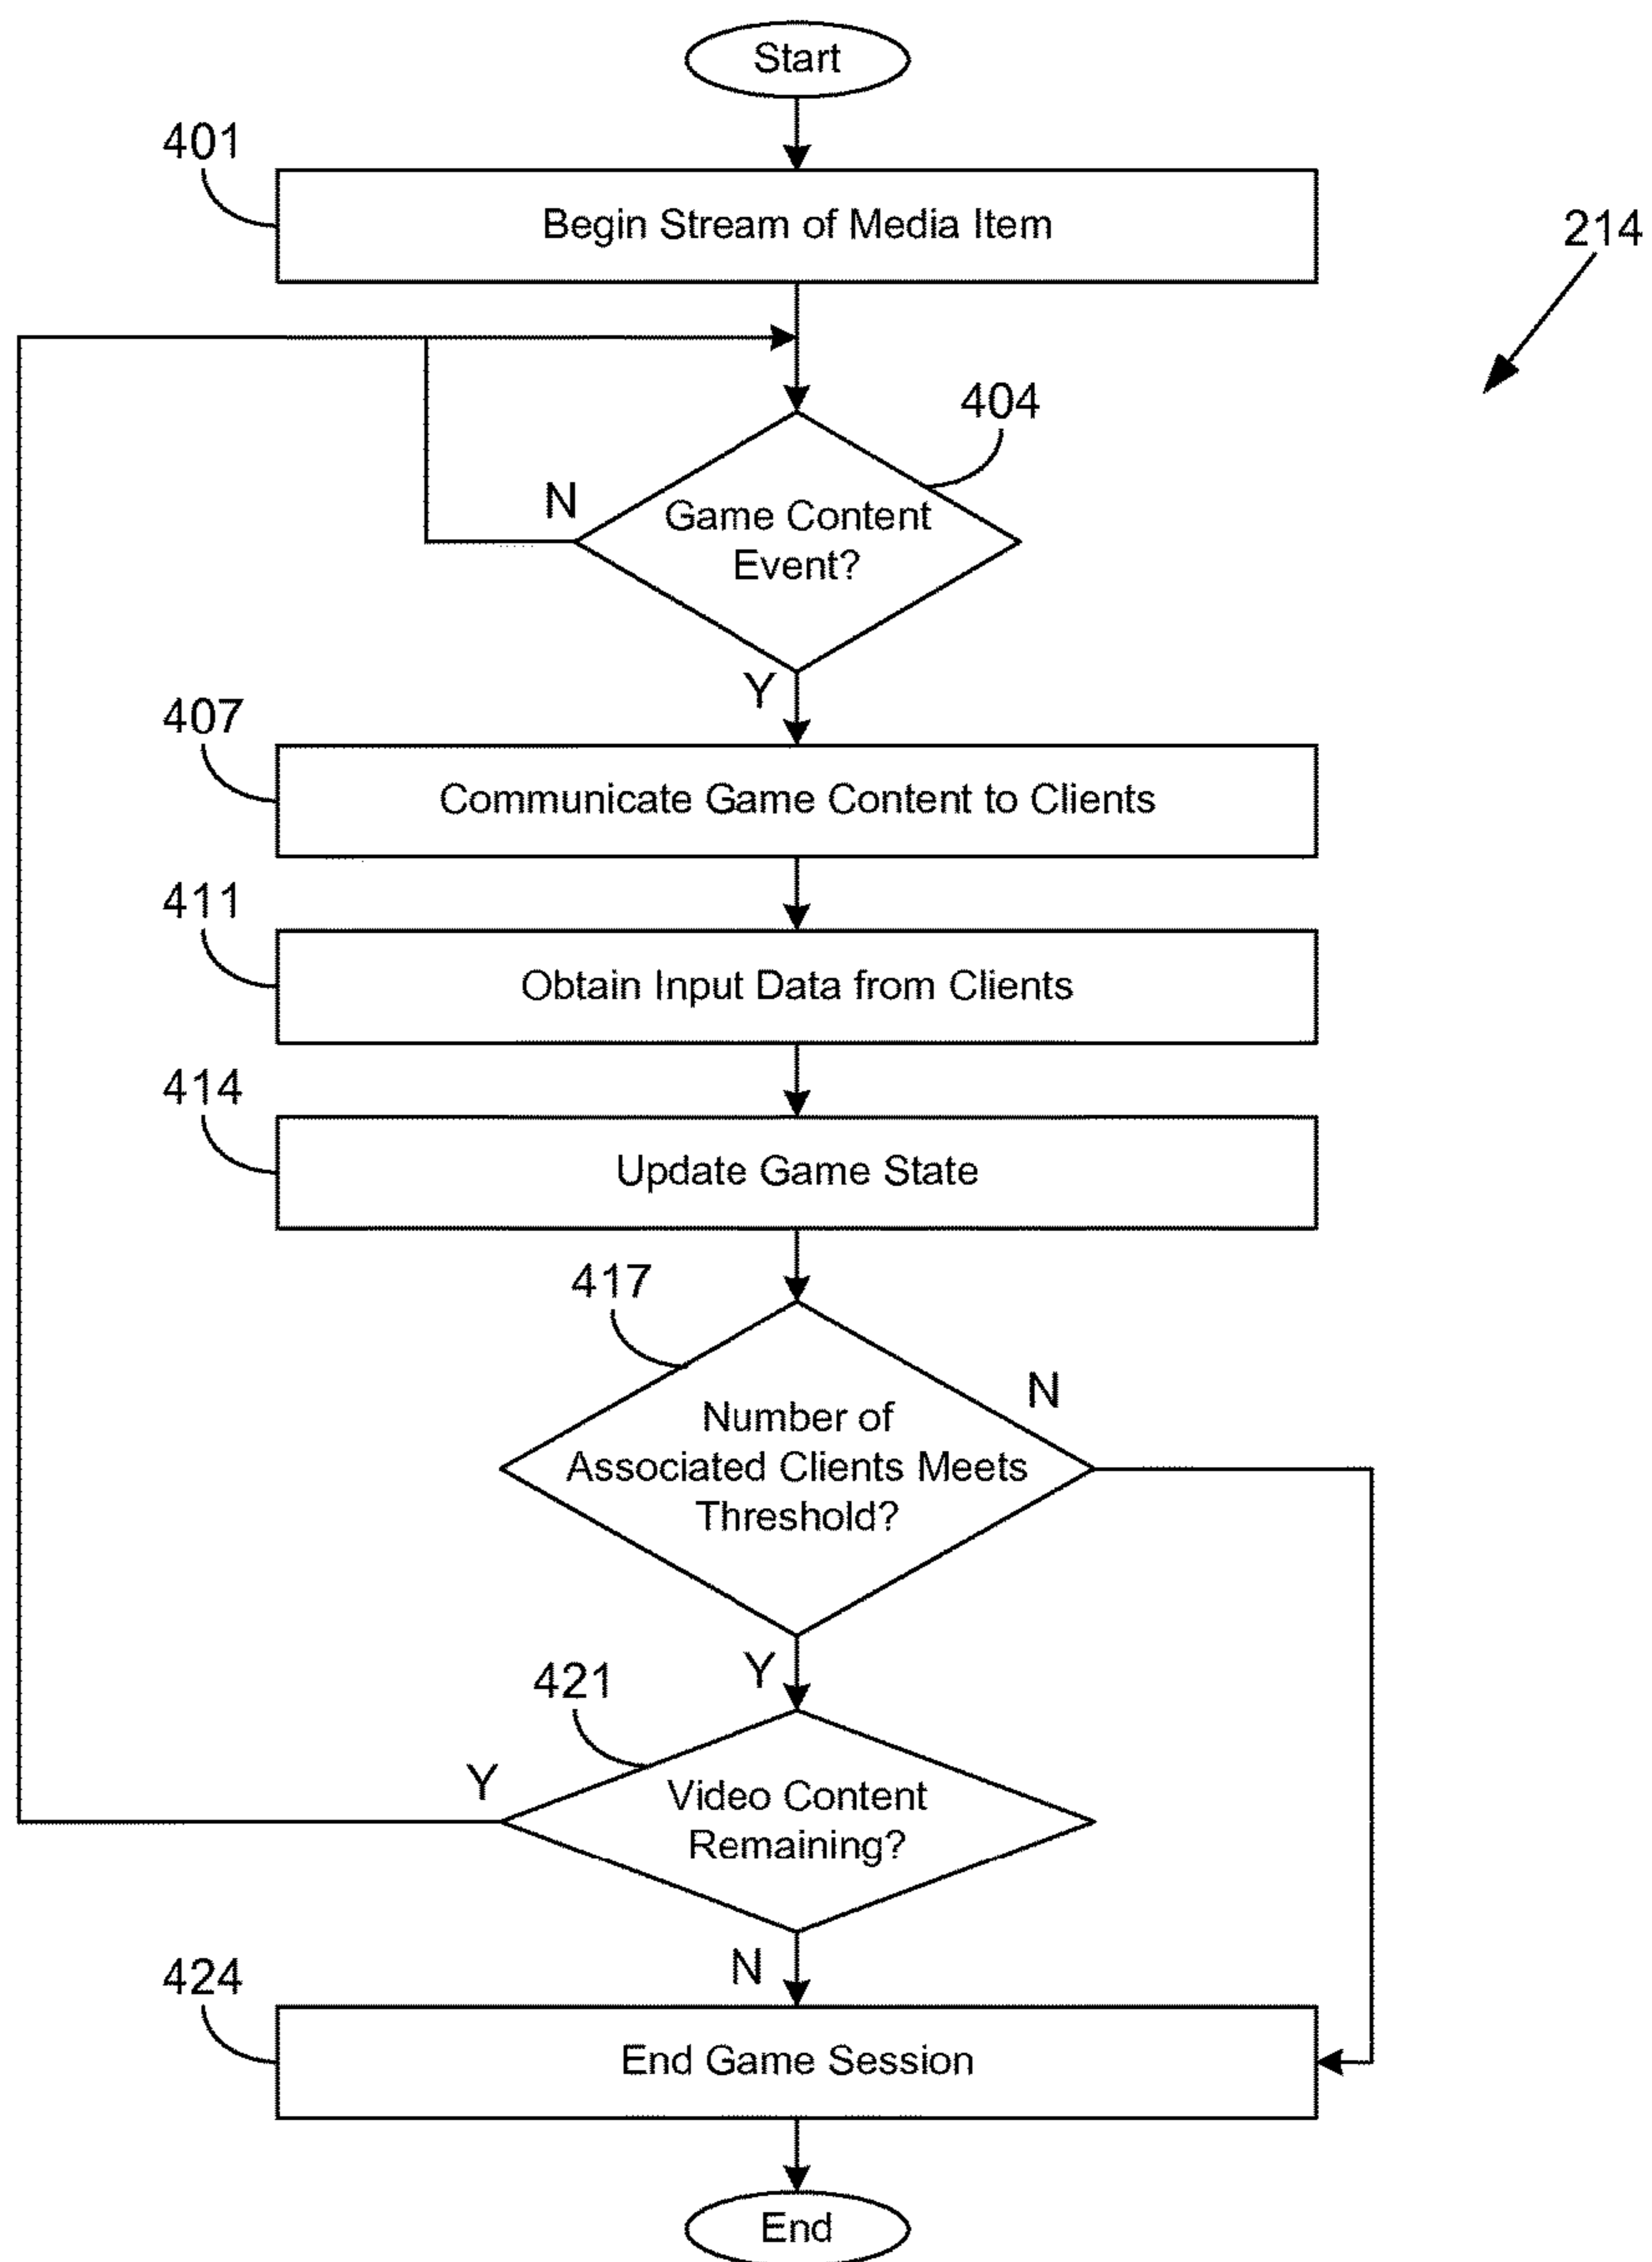 Start
401
Begin Stream of Media Item
214
404
N
Game Content
Event?
Y
407
Communicate Game Content to Clients
411
Obtain Input Data from Clients
414
Update Game State
417
N
Number of
Associated Clients Meets
Threshold?
Y
421
Y
Video Content
Remaining?
N
424
End Game Session
End